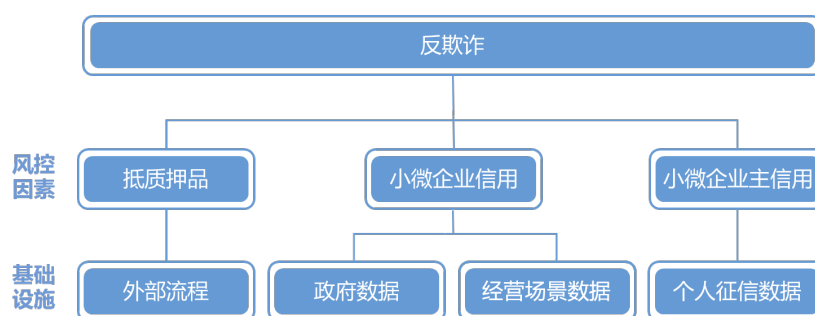 反欺诈
风控
因素
抵质押品
小微企业信用
小微企业主信用
基础
设施
外部流程
政府数据
经营场景数据
个人征信数据